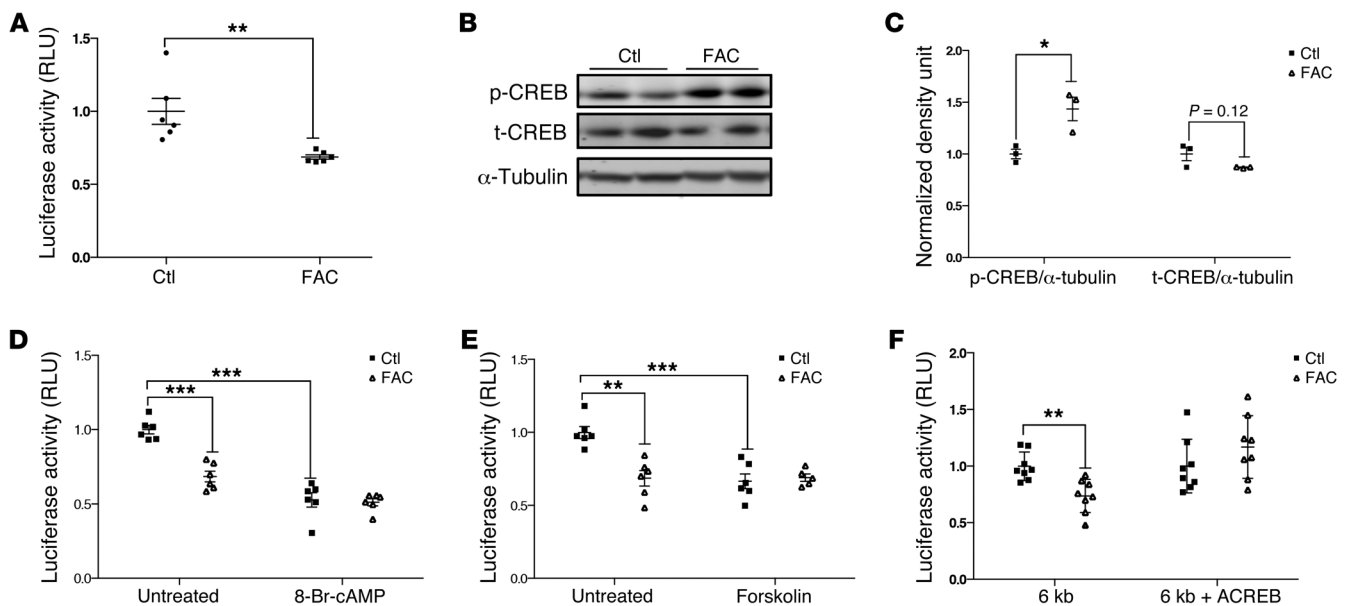 A
Luciferase activity (RLU)
1.5
1.0
0.5
0.0
**
Ctl
FAC
B
Ctl
FAC
p-CREB
t-CREB
α-Tubulin
C
Normalized density unit
2.0
1.5
1.0
0.5
0.0
*
P = 0.12
Ctl
FAC
p-CREB/α-tubulin
t-CREB/α-tubulin
D
Luciferase activity (RLU)
1.5
1.0
0.5
0.0
***
***
Ctl
FAC
Untreated
8-Br-cAMP
E
Luciferase activity (RLU)
1.5
1.0
0.5
0.0
***
**
Ctl
FAC
Untreated
Forskolin
F
Luciferase activity (RLU)
2.0
1.5
1.0
0.5
0.0
**
Ctl
FAC
6 kb
6 kb + ACREB